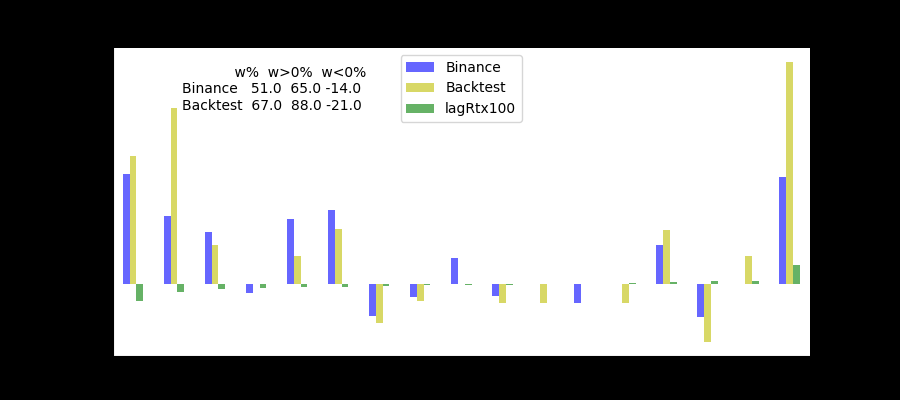 w%  w>0%  w<0%
Binance   51.0  65.0 -14.0
Backtest  67.0  88.0 -21.0
Binance
Backtest
lagRtx100